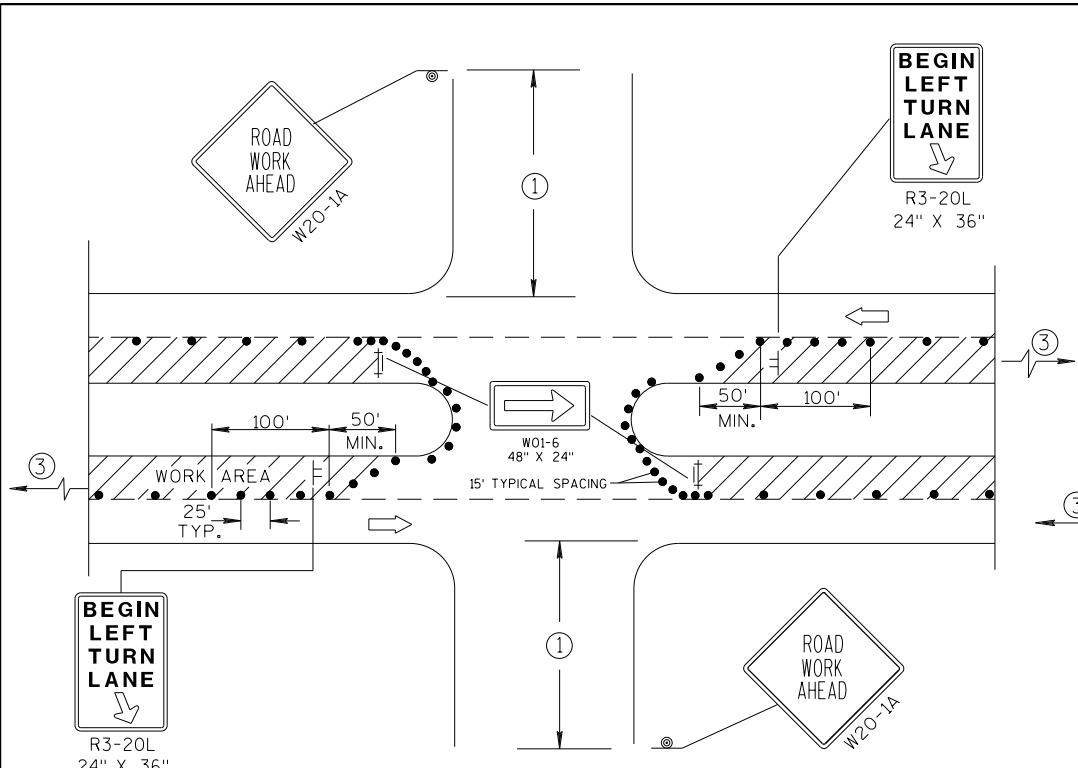 ROAD
WORK
AHEAD
W20-1A
1
BEGIN
LEFT
TURN
LANE
R3-20L
24" X 36"
3
50'
MIN.
100'
W01-6
48" X 24"
15' TYPICAL SPACING
100'
50'
MIN.
3
WORK AREA
25'
TYP.
3
BEGIN
LEFT
TURN
LANE
R3-20L
24" X 36"
1
ROAD
WORK
AHEAD
W20-1A